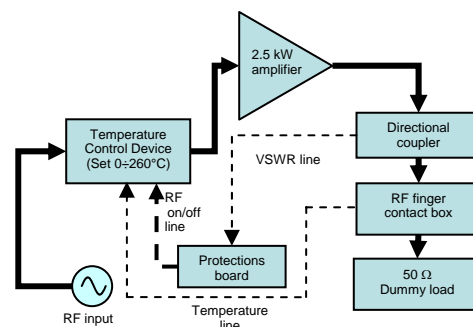 2.5 kW
amplifier
Temperature
Control Device
(Set 0÷260°C)
Directional
coupler
VSWR line
RF
on/off
line
RF finger
contact box
Protections
board
50 Ω
Dummy load
RF input
Temperature
line